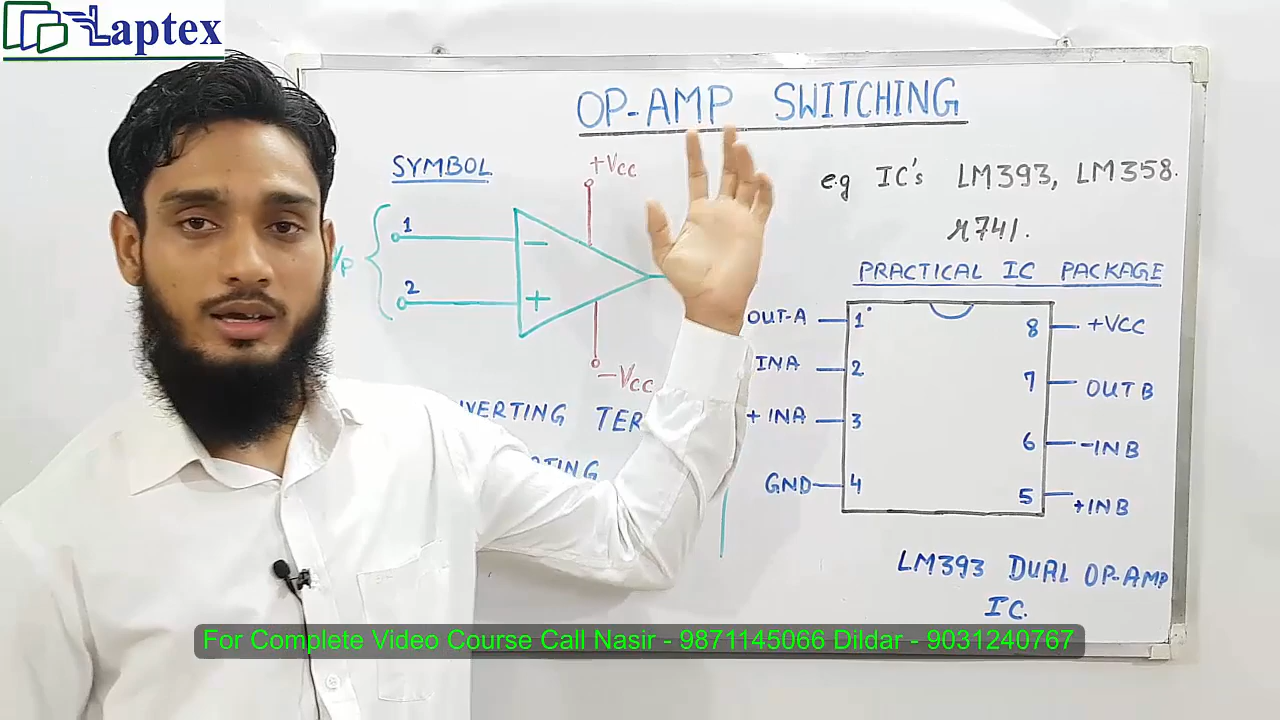 Laptex
OP-AMP SWITCHING
SYMBOL
+Vcc
e.g IC's LM393, LM358.
µ741.
1
2
−
+
−Vcc
PRACTICAL IC PACKAGE
OUT-A 1
INA 2
+INA 3
GND 4
8 +VCC
7 OUT B
6 −INB
5 +INB
TER
LM393 DUAL OP-AMP
IC.
For Complete Video Course Call Nasir - 9871145066 Dildar - 9031240767